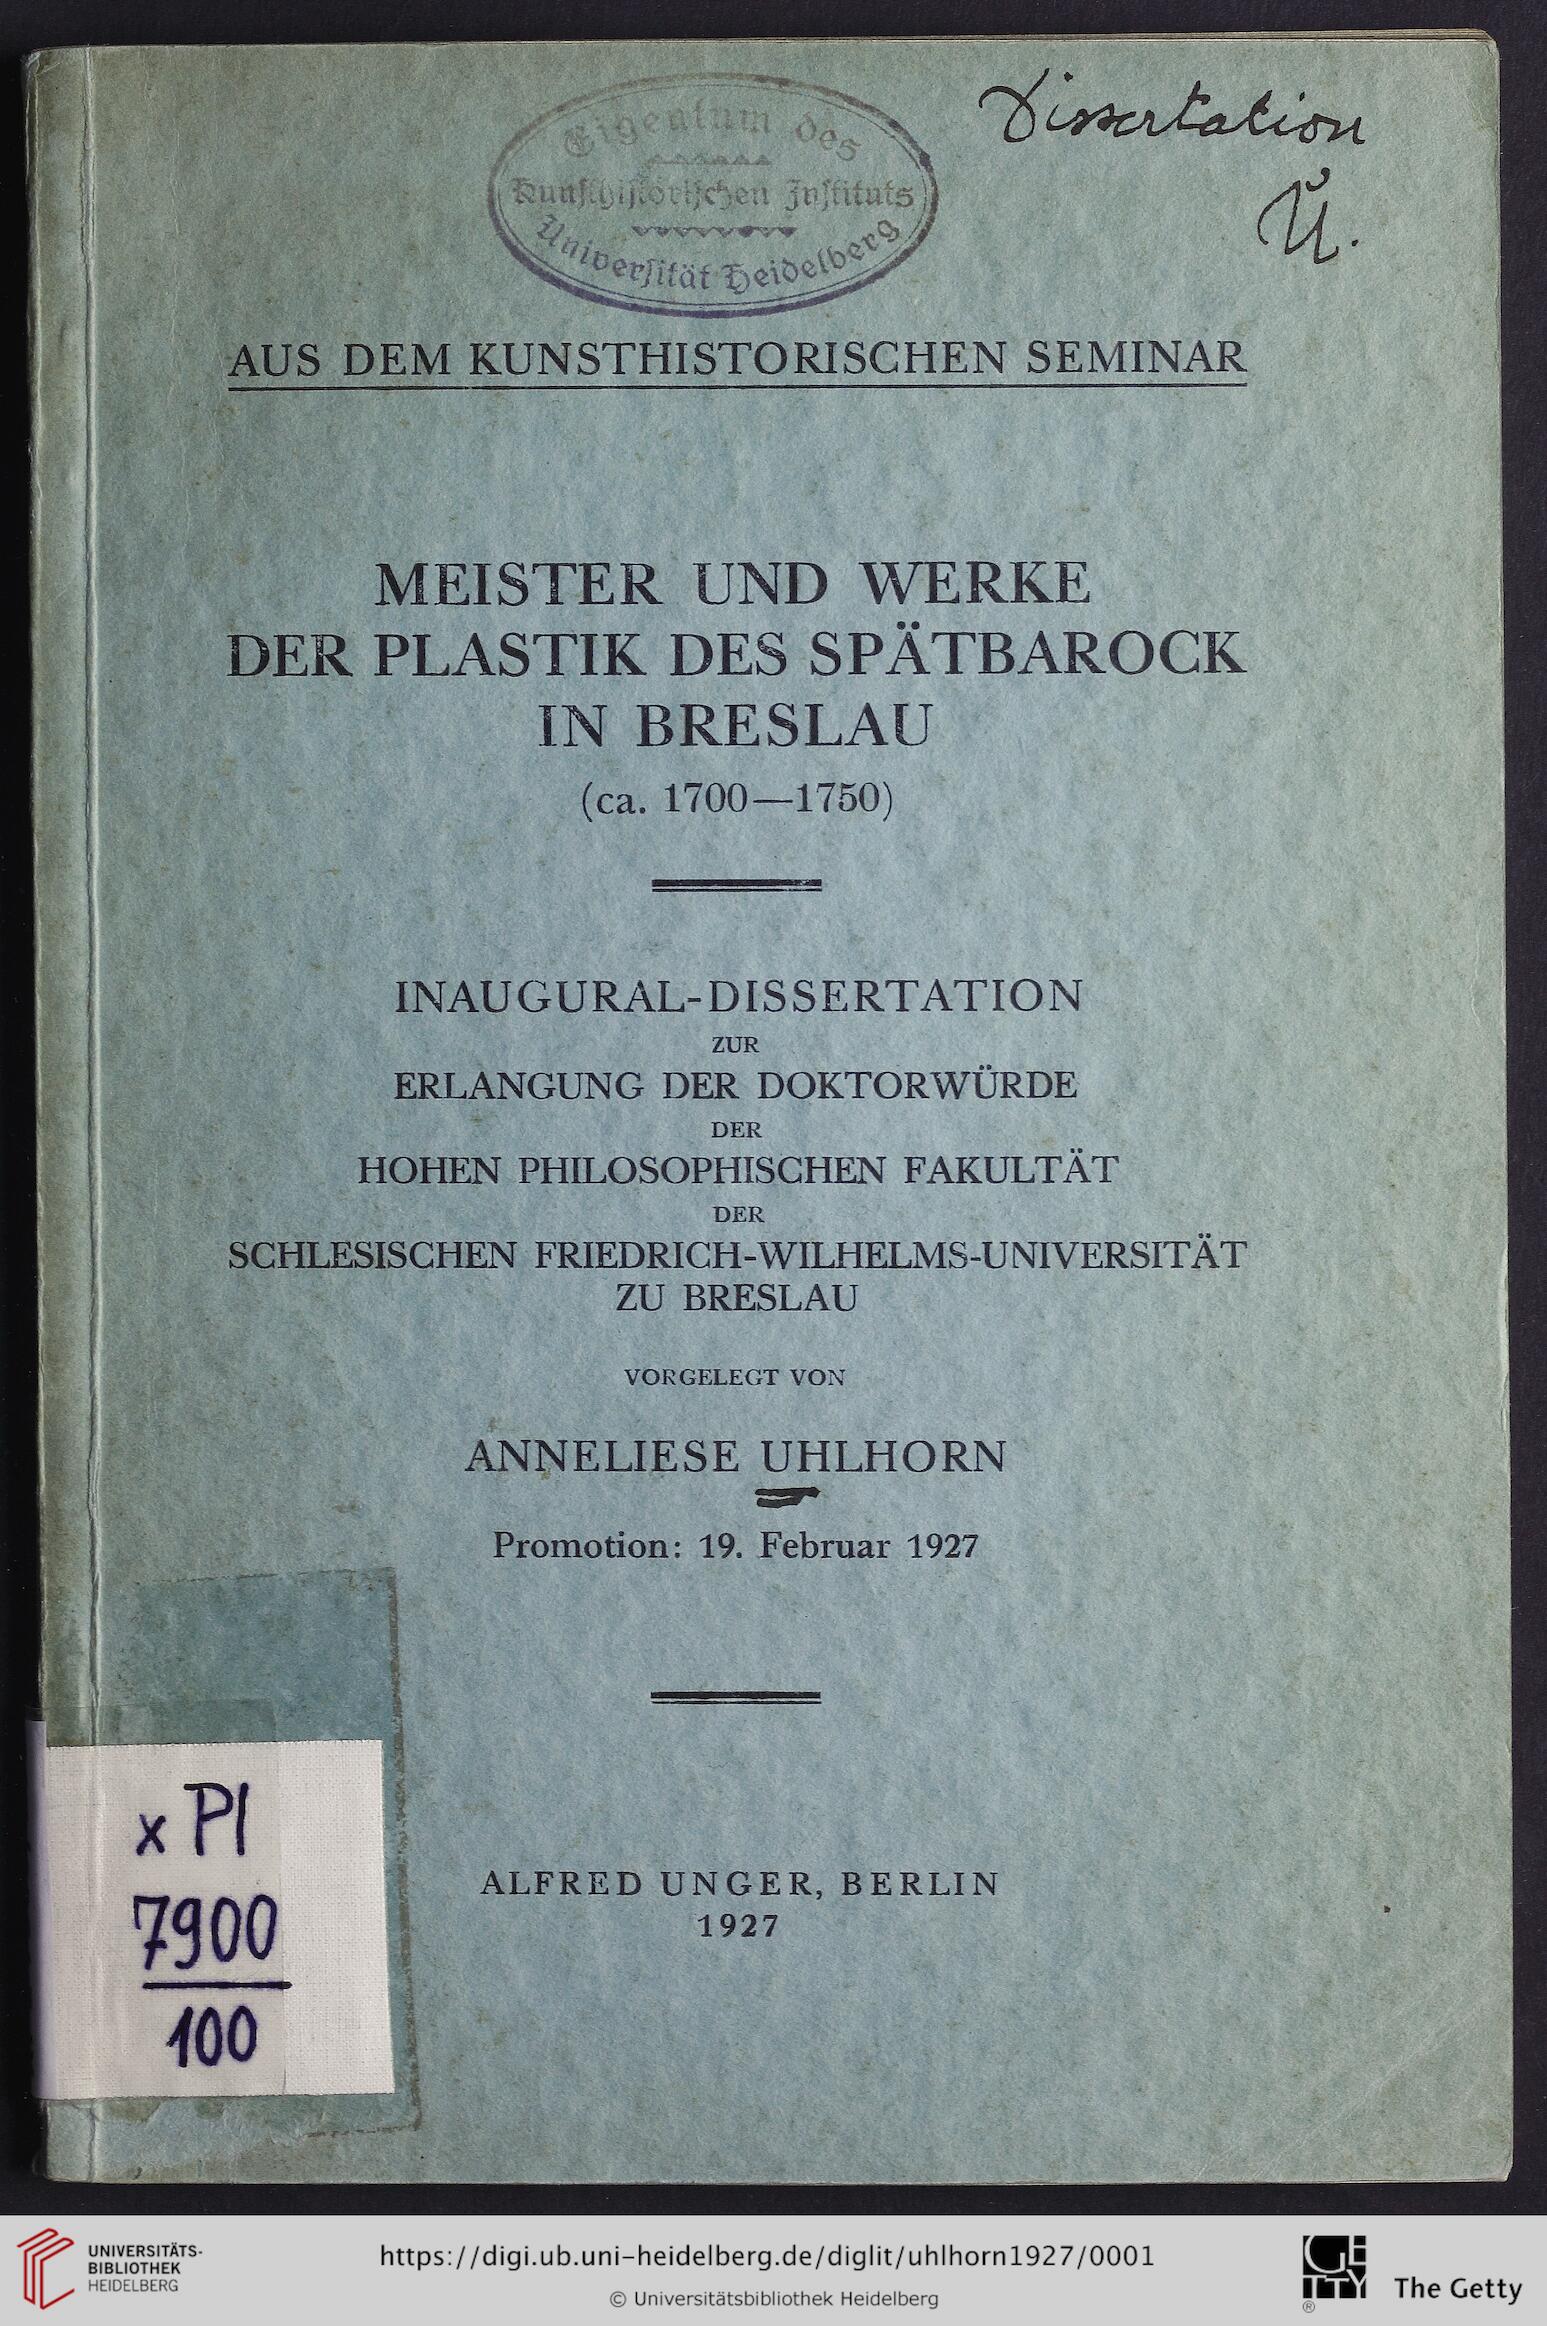 Dissertation
U.
Eigentum des
Kunsthistorischen Instituts
Universität Heidelberg
AUS DEM KUNSTHISTORISCHEN SEMINAR
MEISTER UND WERKE
DER PLASTIK DES SPÄTBAROCK
IN BRESLAU
(ca. 1700—1750)
INAUGURAL-DISSERTATION
ZUR
ERLANGUNG DER DOKTORWÜRDE
DER
HOHEN PHILOSOPHISCHEN FAKULTÄT
DER
SCHLESISCHEN FRIEDRICH-WILHELMS-UNIVERSITÄT
ZU BRESLAU
VORGELEGT VON
ANNELIESE UHLHORN
Promotion: 19. Februar 1927
x Pl
7900
100
ALFRED UNGER, BERLIN
1927
UNIVERSITÄTS-
BIBLIOTHEK
HEIDELBERG
https://digi.ub.uni-heidelberg.de/diglit/uhlhorn1927/0001
© Universitätsbibliothek Heidelberg
GETTY
®
The Getty